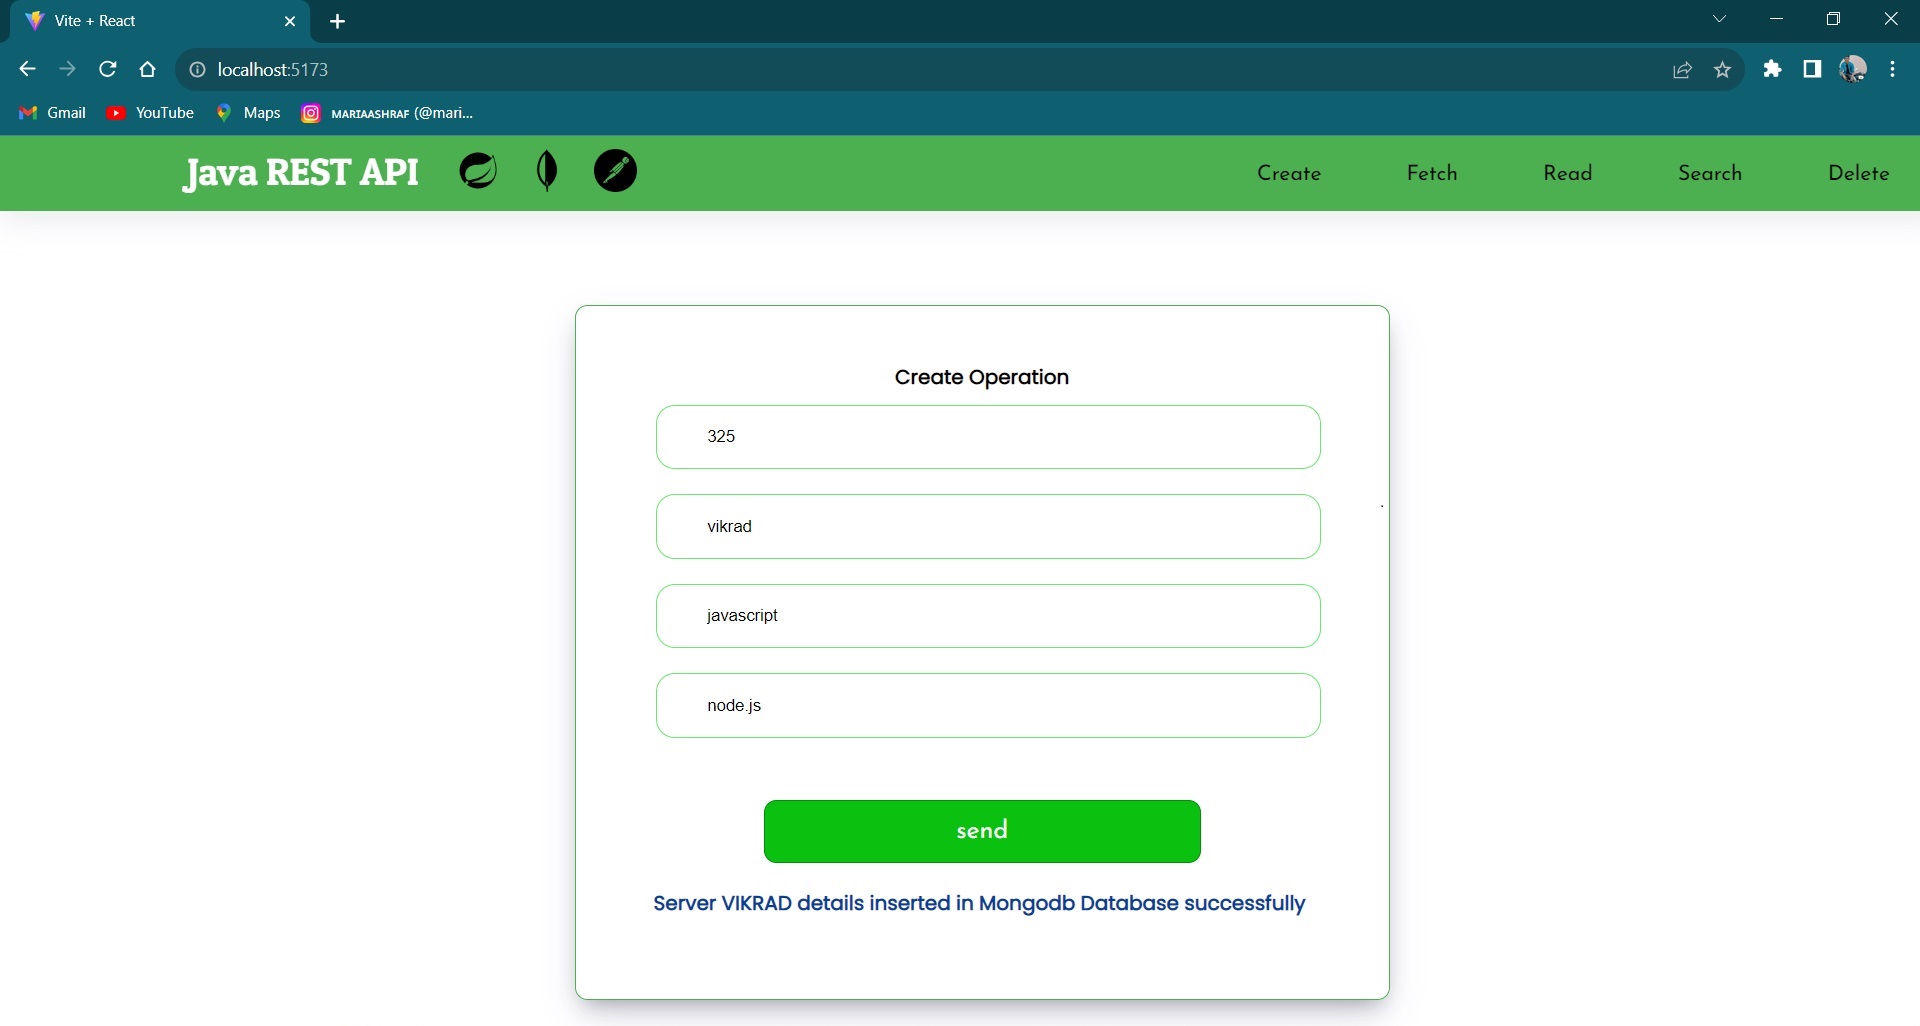 Vite + React
localhost:5173
Gmail YouTube Maps ᴍᴀʀɪᴀᴀsʜʀᴀғ (@mari...
Java REST API Create Fetch Read Search Delete
Create Operation
325
vikrad
javascript
node.js
send
Server VIKRAD details inserted in Mongodb Database successfully